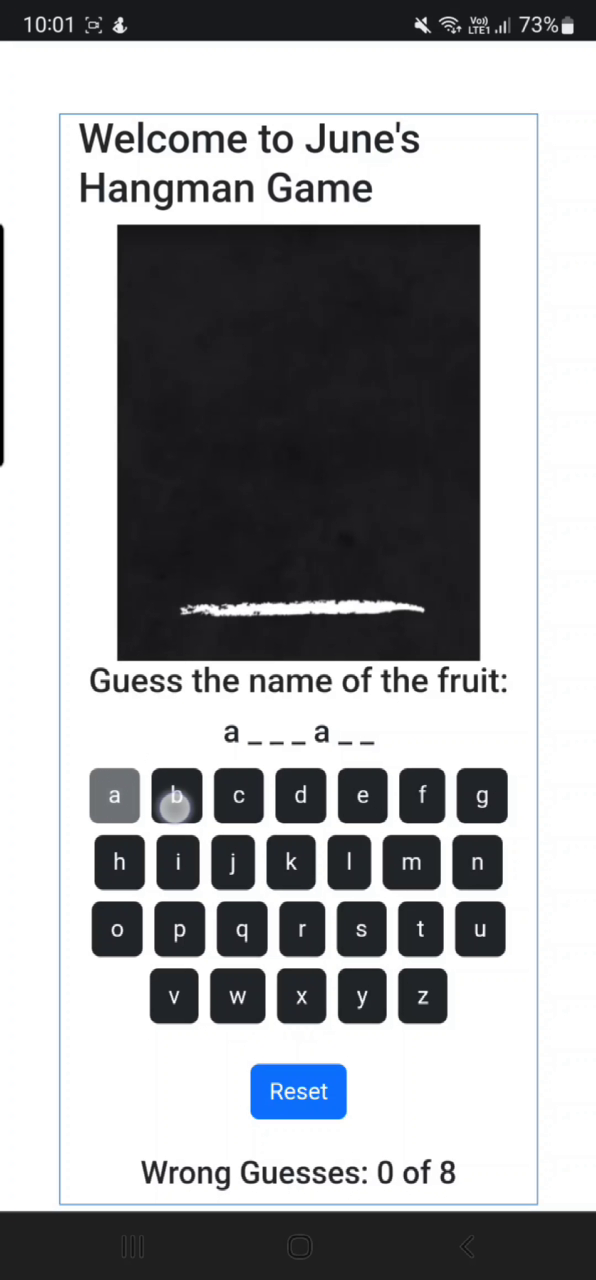 10:01 Vo)) LTE1 73%
Welcome to June's
Hangman Game
Guess the name of the fruit:
a _ _ _ a _ _
a b c d e f g
h i j k l m n
o p q r s t u
v w x y z
Reset
Wrong Guesses: 0 of 8